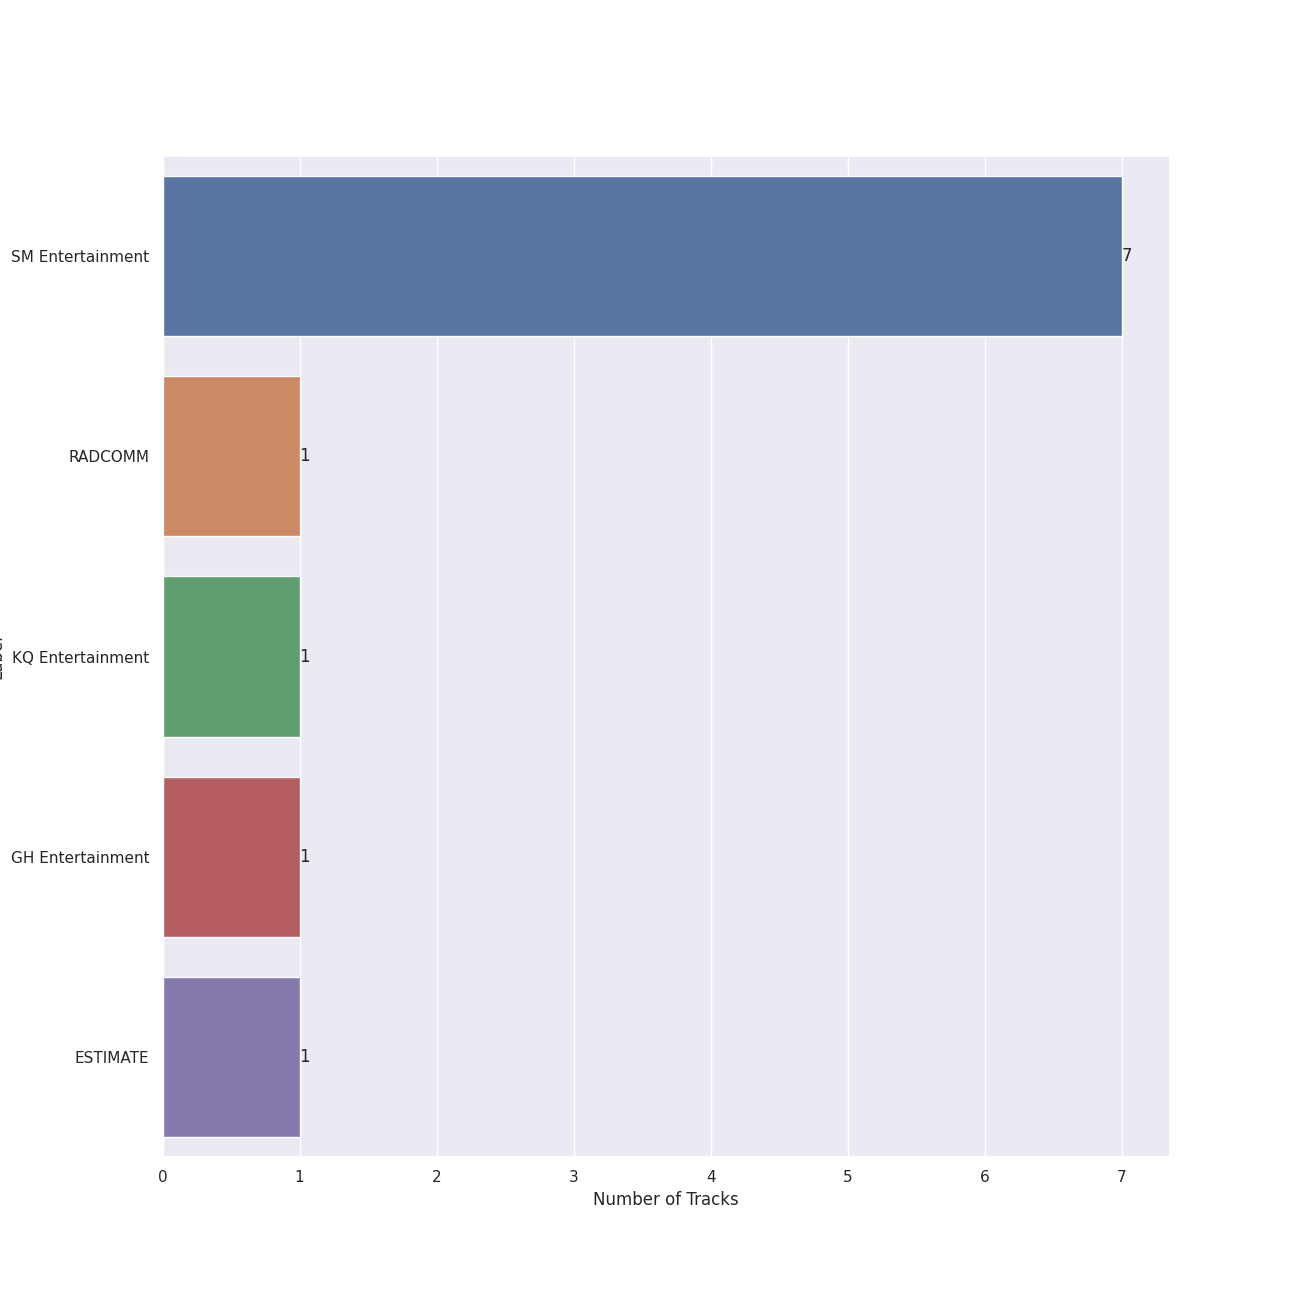 SM Entertainment
7
RADCOMM
1
KQ Entertainment
1
GH Entertainment
1
ESTIMATE
1
0 1 2 3 4 5 6 7
Number of Tracks